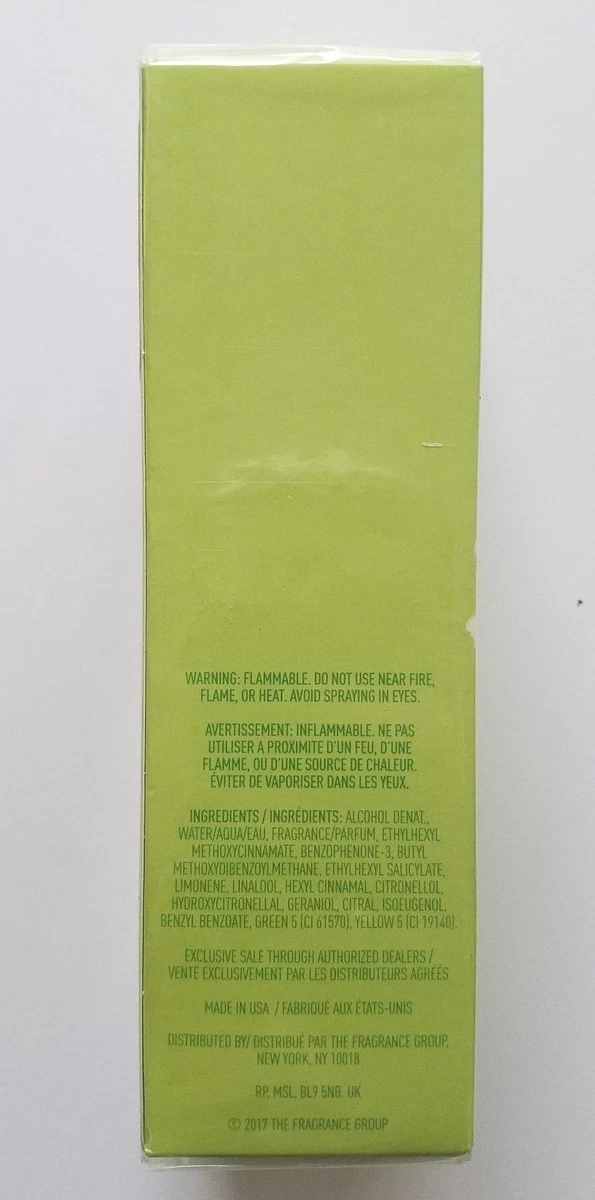 WARNING: FLAMMABLE. DO NOT USE NEAR FIRE,
FLAME, OR HEAT. AVOID SPRAYING IN EYES.
AVERTISSEMENT: INFLAMMABLE. NE PAS
UTILISER A PROXIMITE D'UN FEU, D'UNE
FLAMME, OU D'UNE SOURCE DE CHALEUR.
ÉVITER DE VAPORISER DANS LES YEUX.
INGREDIENTS / INGRÉDIENTS: ALCOHOL DENAT.,
WATER/AQUA/EAU, FRAGRANCE/PARFUM, ETHYLHEXYL
METHOXYCINNAMATE, BENZOPHENONE-3, BUTYL
METHOXYDIBENZOYLMETHANE, ETHYLHEXYL SALICYLATE,
LIMONENE, LINALOOL, HEXYL CINNAMAL, CITRONELLOL,
HYDROXYCITRONELLAL, GERANIOL, CITRAL, ISOEUGENOL,
BENZYL BENZOATE, GREEN 5 (CI 61570), YELLOW 5 (CI 19140).
EXCLUSIVE SALE THROUGH AUTHORIZED DEALERS /
VENTE EXCLUSIVEMENT PAR LES DISTRIBUTEURS AGRÉÉS
MADE IN USA / FABRIQUÉ AUX ÉTATS-UNIS
DISTRIBUTED BY/ DISTRIBUÉ PAR THE FRAGRANCE GROUP,
NEW YORK, NY 10018
RP, MSL, BL9 5NB. UK
© 2017 THE FRAGRANCE GROUP